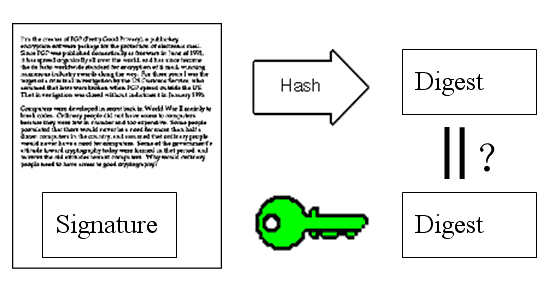 I'm the creator of PGP (Pretty Good Privacy), a public-key
encryption software package for the protection of electronic mail.
Since PGP was published domestically as freeware in June of 1991,
it has spread organically all over the world, and has since become
the de facto worldwide standard for encryption of E-mail, winning
numerous industry awards along the way. For three years I was the
target of a criminal investigation by the US Customs Service, who
assumed that laws were broken when PGP spread outside the US.
That investigation was closed without indictment in January 1996.
Computers were developed in secret back in World War II mainly to
break codes. Ordinary people did not have access to computers,
because they were few in number and too expensive. Some people
postulated that there would never be a need for more than half a
dozen computers in the country, and assumed that ordinary people
would never have a need for computers. Some of the government's
attitude toward cryptography today were formed in that period, and
the old attitudes toward computers. Why would ordinary
people need to have access to good cryptography?
Signature
Hash
Digest
?
Digest